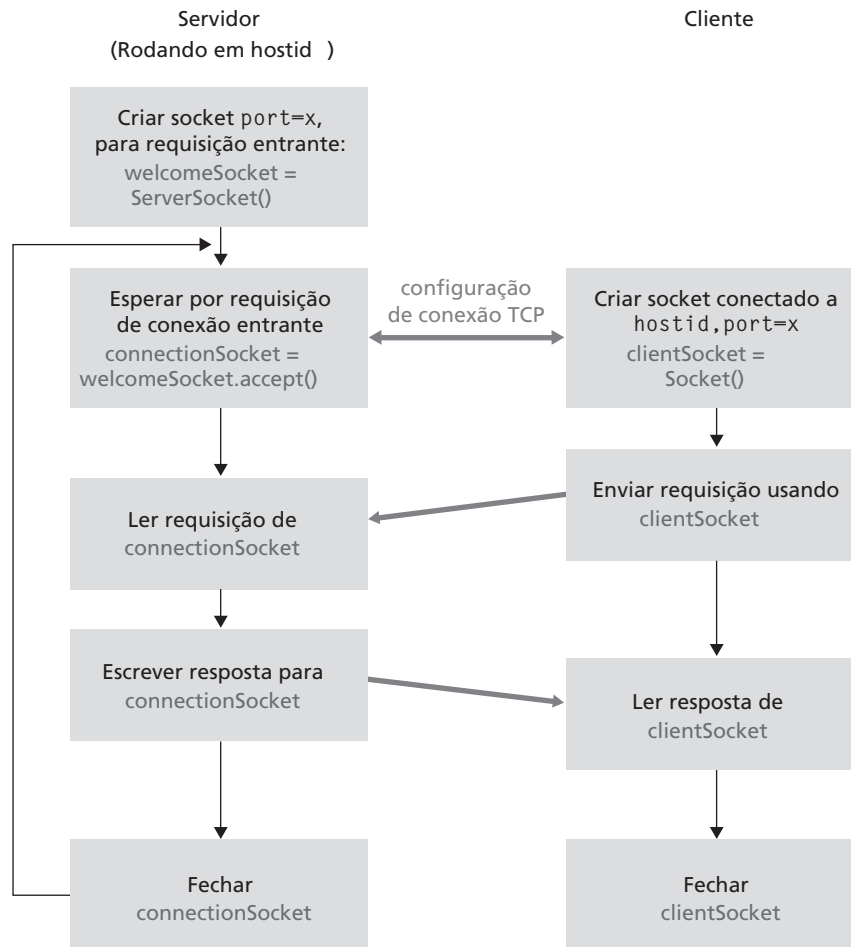 Servidor
(Rodando em hostid )
Cliente
Criar socket port=x,
para requisição entrante:
welcomeSocket =
ServerSocket()
Esperar por requisição
de conexão entrante
connectionSocket =
welcomeSocket.accept()
configuração
de conexão TCP
Criar socket conectado a
hostid,port=x
clientSocket =
Socket()
Enviar requisição usando
clientSocket
Ler requisição de
connectionSocket
Escrever resposta para
connectionSocket
Ler resposta de
clientSocket
Fechar
connectionSocket
Fechar
clientSocket